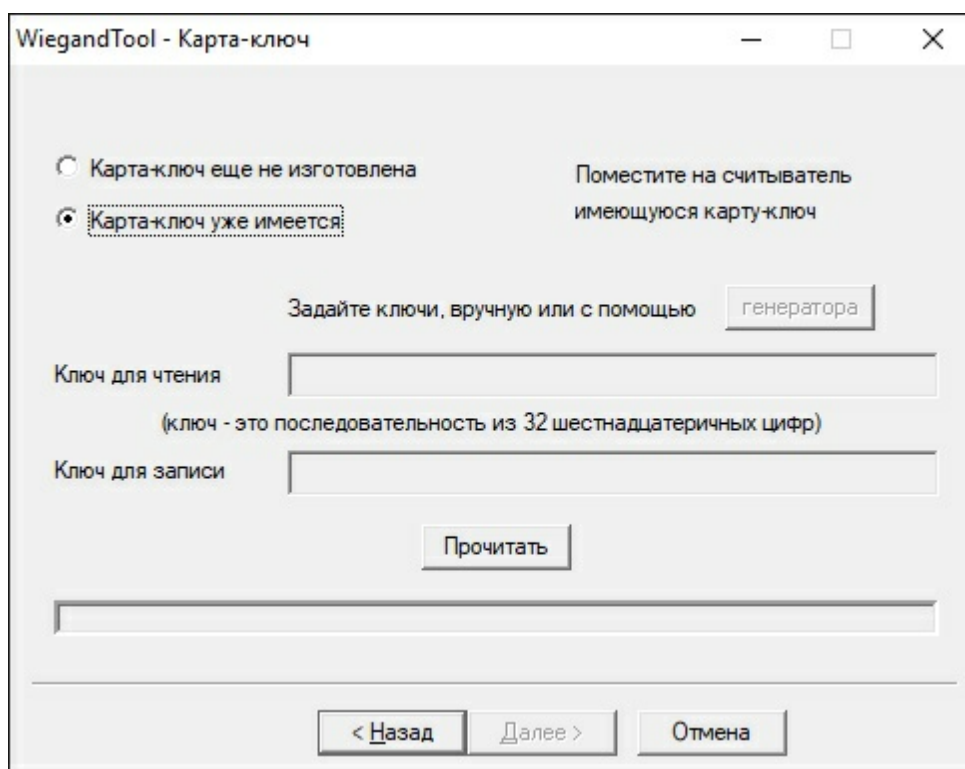 WiegandTool - Карта-ключ
Карта-ключ еще не изготовлена
Карта-ключ уже имеется
Поместите на считыватель
имеющуюся карту-ключ
Задайте ключи, вручную или с помощью генератора
Ключ для чтения
(ключ - это последовательность из 32 шестнадцатеричных цифр)
Ключ для записи
Прочитать
< Назад Далее > Отмена